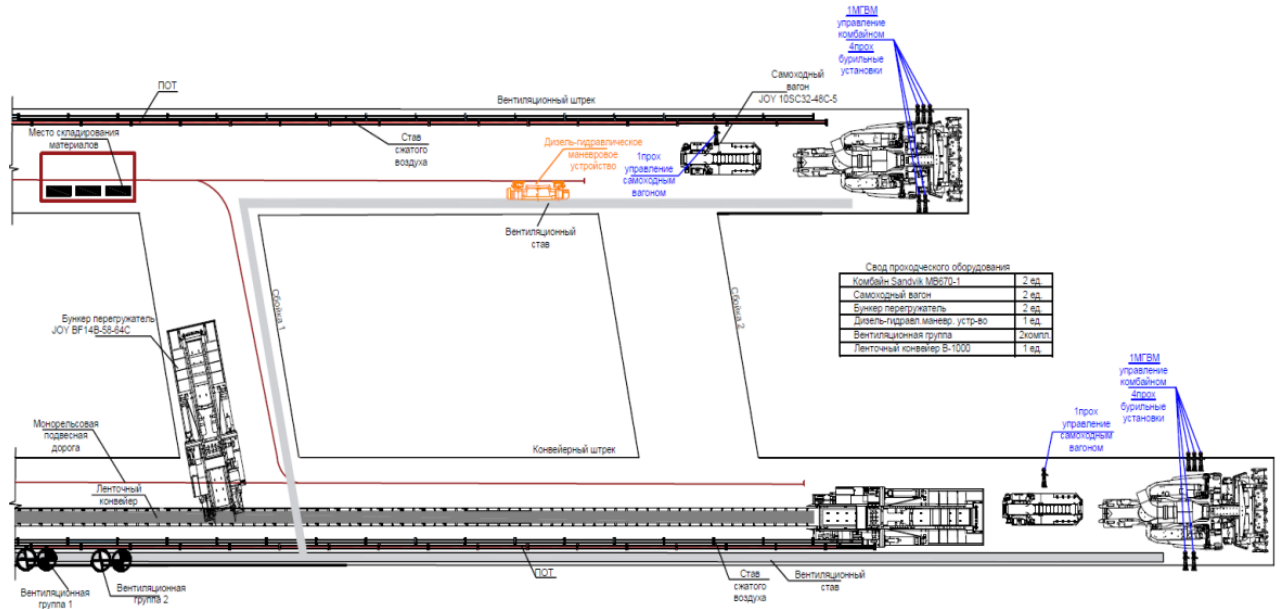 1МГВМ
управление
комбайном
4прох
бурильные
установки
ПОТ
Вентиляционный штрек
Самоходный
вагон
JOY 10SC32-48C-5
Место складирования
материалов
Став
сжатого
воздуха
Дизель-гидравлическое
маневровое
устройство
1прох
управление
самоходным
вагоном
Вентиляционный
став
Сбойка 1
Сбойка 2
Свод проходческого оборудования
Комбайн Sandvik МВ670-1 2 ед.
Самоходный вагон 2 ед.
Бункер перегружатель 2 ед.
Дизель-гидравл.маневр. устр-во 1 ед.
Вентиляционная группа 2компл.
Ленточный конвейер В-1000 1 ед.
Бункер перегружатель
JOY BF14B-58-64C
1МГВМ
управление
комбайном
4прох
бурильные
установки
1прох
управление
самоходным
вагоном
Монорельсовая
подвесная
дорога
Конвейерный штрек
Ленточный
конвейер
ПОТ
Став
сжатого
воздуха
Вентиляционный
став
Вентиляционная
группа 1
Вентиляционная
группа 2